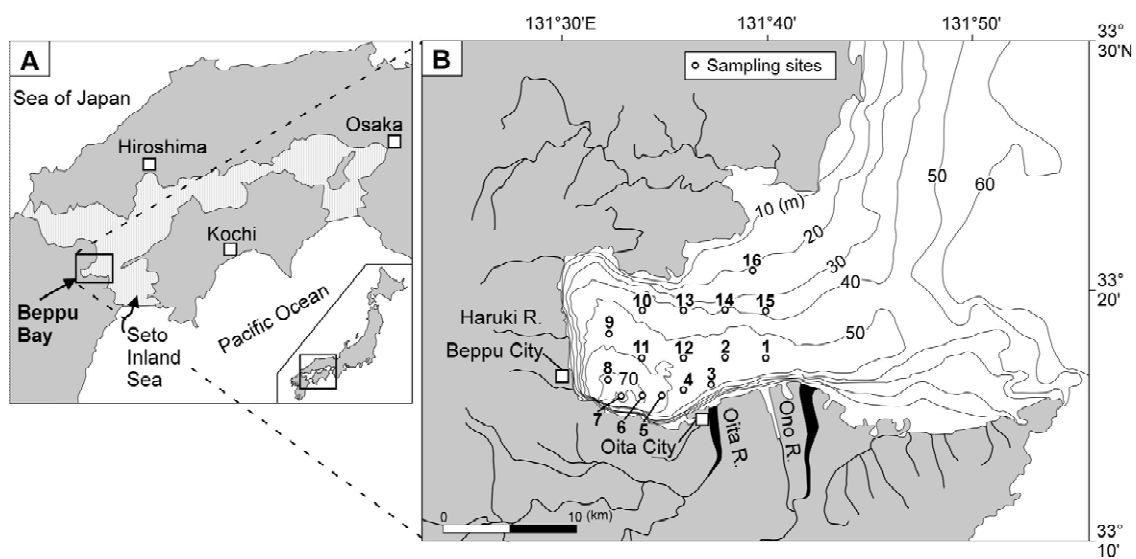 131°30'E
131°40'
131°50'
33°
30'N
A
B
Sampling sites
Sea of Japan
Osaka
Hiroshima
50
60
10 (m)
20
Kochi
16
30
33°
20'
40
10
13
14
15
Beppu
Bay
Seto
Inland
Sea
Pacific Ocean
Haruki R.
9
50
Beppu City
11
12
2
1
8
70
4
3
7
6
5
Oita City
Oita R.
Ono R.
0
10 (km)
33°
10'